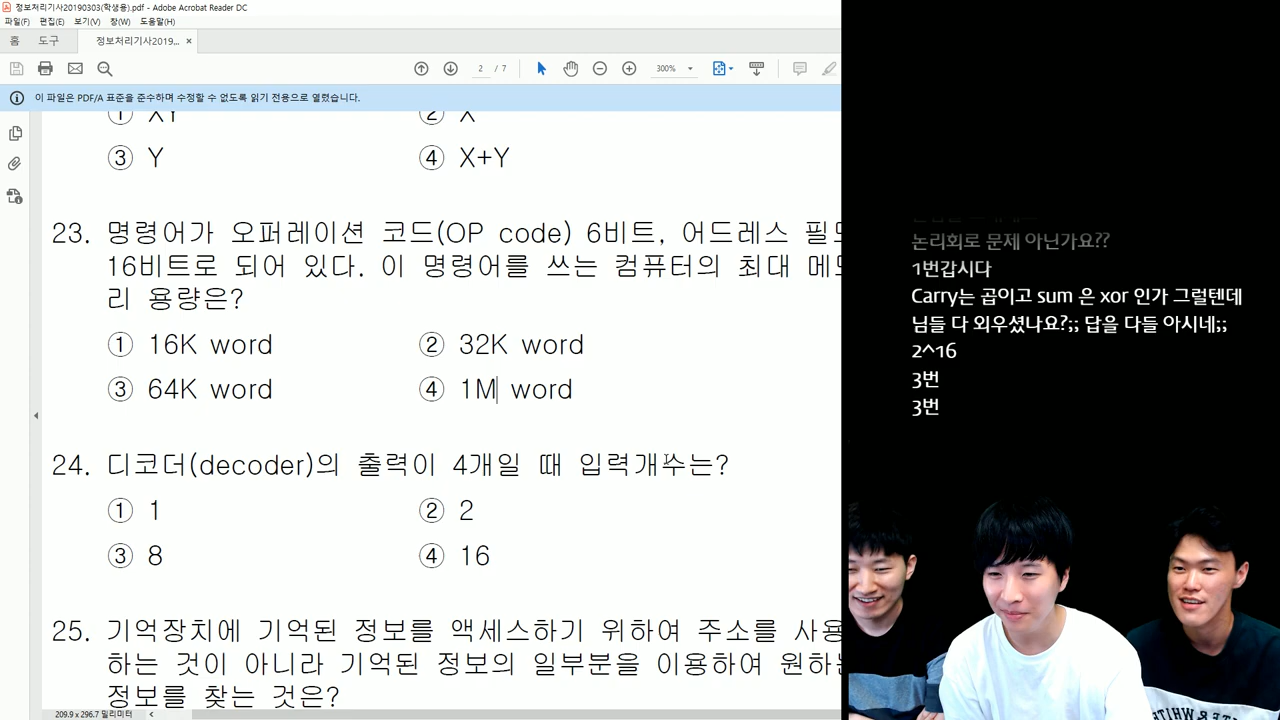 정보처리기사20190303(학생용).pdf - Adobe Acrobat Reader DC
파일(F) 편집(E) 보기(V) 창(W) 도움말(H)
홈 도구 정보처리기사2019... ×
2 / 7 300%
이 파일은 PDF/A 표준을 준수하며 수정할 수 없도록 읽기 전용으로 열렸습니다.
① XY ② X
③ Y ④ X+Y
23. 명령어가 오퍼레이션 코드(OP code) 6비트, 어드레스 필
16비트로 되어 있다. 이 명령어를 쓰는 컴퓨터의 최대 메
리 용량은?
① 16K word ② 32K word
③ 64K word ④ 1M word
24. 디코더(decoder)의 출력이 4개일 때 입력개수는?
① 1 ② 2
③ 8 ④ 16
25. 기억장치에 기억된 정보를 액세스하기 위하여 주소를 사용
하는 것이 아니라 기억된 정보의 일부분을 이용하여 원하는
정보를 찾는 것은?
209.9 x 296.7 밀리미터
논리회로 문제 아닌가요??
1번갑시다
Carry는 곱이고 sum 은 xor 인가 그럴텐데
님들 다 외우셨나요?;; 답을 다들 아시네;;
2^16
3번
3번